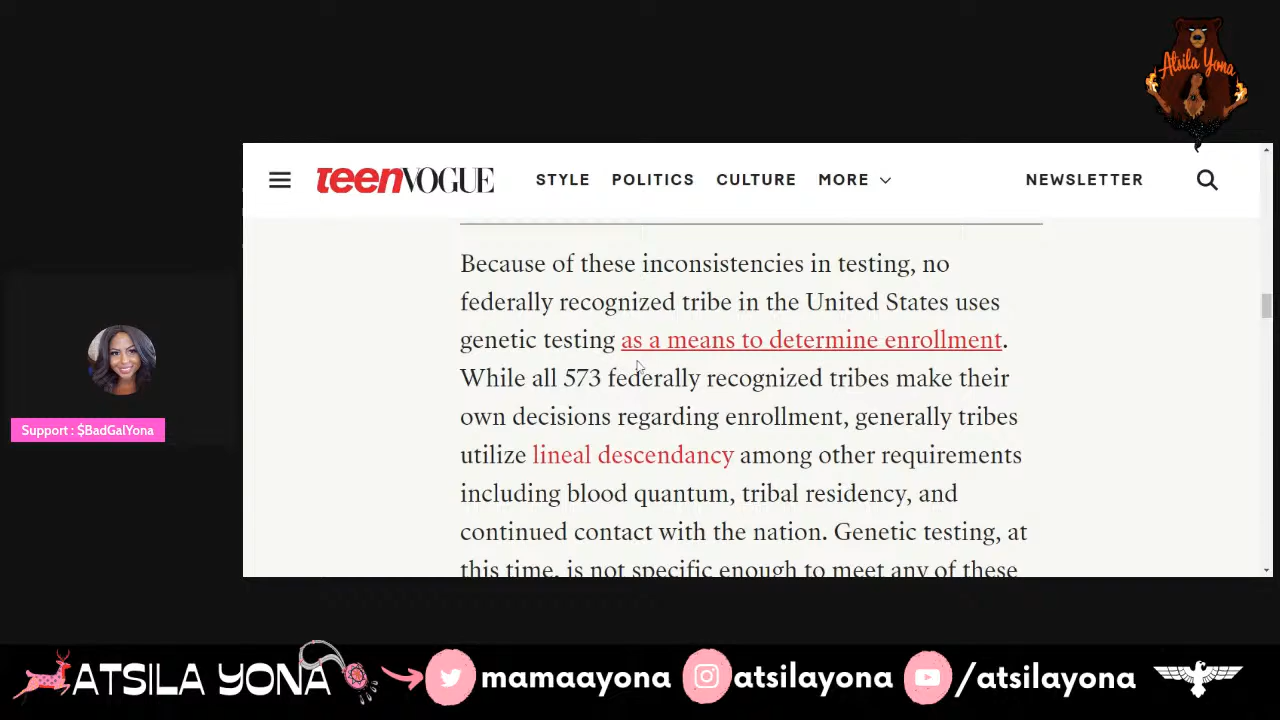 Atsila Yona
teenVOGUE
STYLE POLITICS CULTURE MORE NEWSLETTER
Because of these inconsistencies in testing, no
federally recognized tribe in the United States uses
genetic testing as a means to determine enrollment.
While all 573 federally recognized tribes make their
own decisions regarding enrollment, generally tribes
utilize lineal descendancy among other requirements
including blood quantum, tribal residency, and
continued contact with the nation. Genetic testing, at
this time, is not specific enough to meet any of these
Support : $BadGalYona
ATSILA YONA mamaayona atsilayona /atsilayona